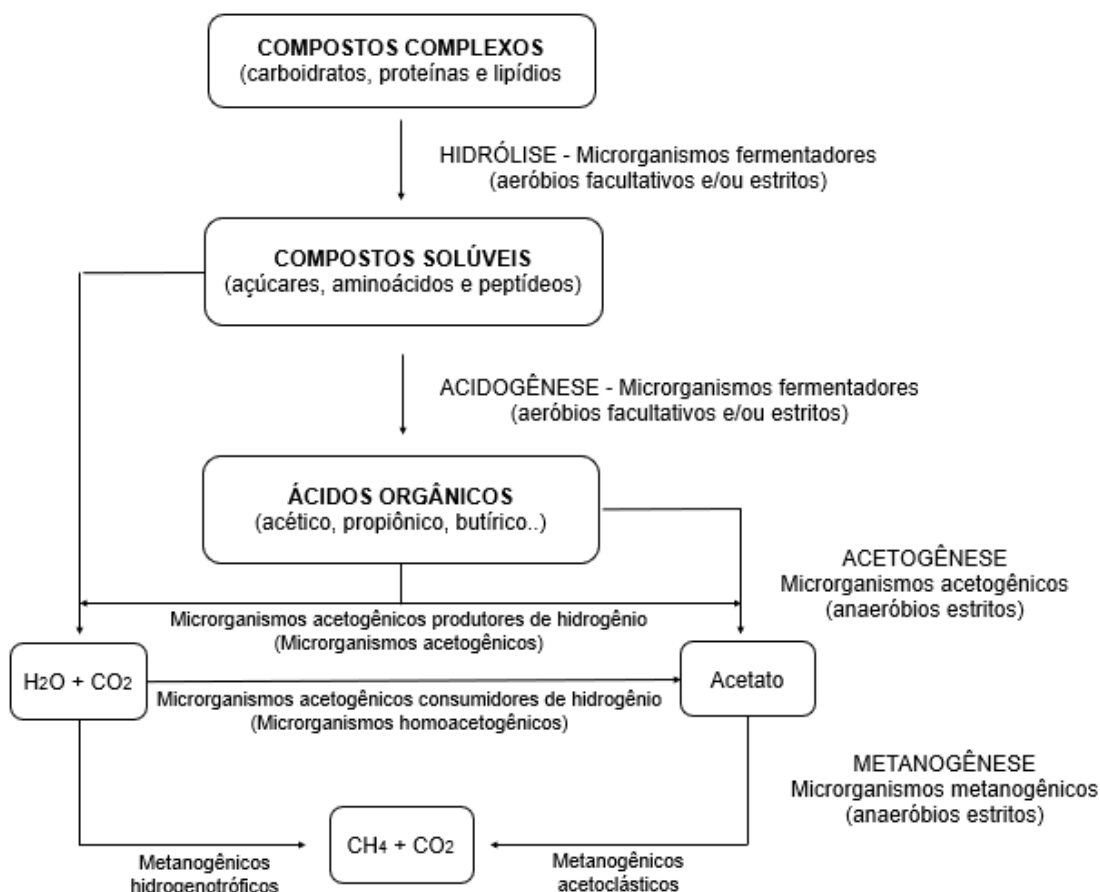 COMPOSTOS COMPLEXOS
(carboidratos, proteínas e lipídios
HIDRÓLISE - Microrganismos fermentadores
(aeróbios facultativos e/ou estritos)
COMPOSTOS SOLÚVEIS
(açúcares, aminoácidos e peptídeos)
ACIDOGÊNESE - Microrganismos fermentadores
(aeróbios facultativos e/ou estritos)
ÁCIDOS ORGÂNICOS
(acético, propiônico, butírico..)
ACETOGÊNESE
Microrganismos acetogênicos
(anaeróbios estritos)
Microrganismos acetogênicos produtores de hidrogênio
(Microrganismos acetogênicos)
H2O + CO2
Acetato
Microrganismos acetogênicos consumidores de hidrogênio
(Microrganismos homoacetogênicos)
METANOGÊNESE
Microrganismos metanogênicos
(anaeróbios estritos)
CH4 + CO2
Metanogênicos
hidrogenotróficos
Metanogênicos
acetoclásticos